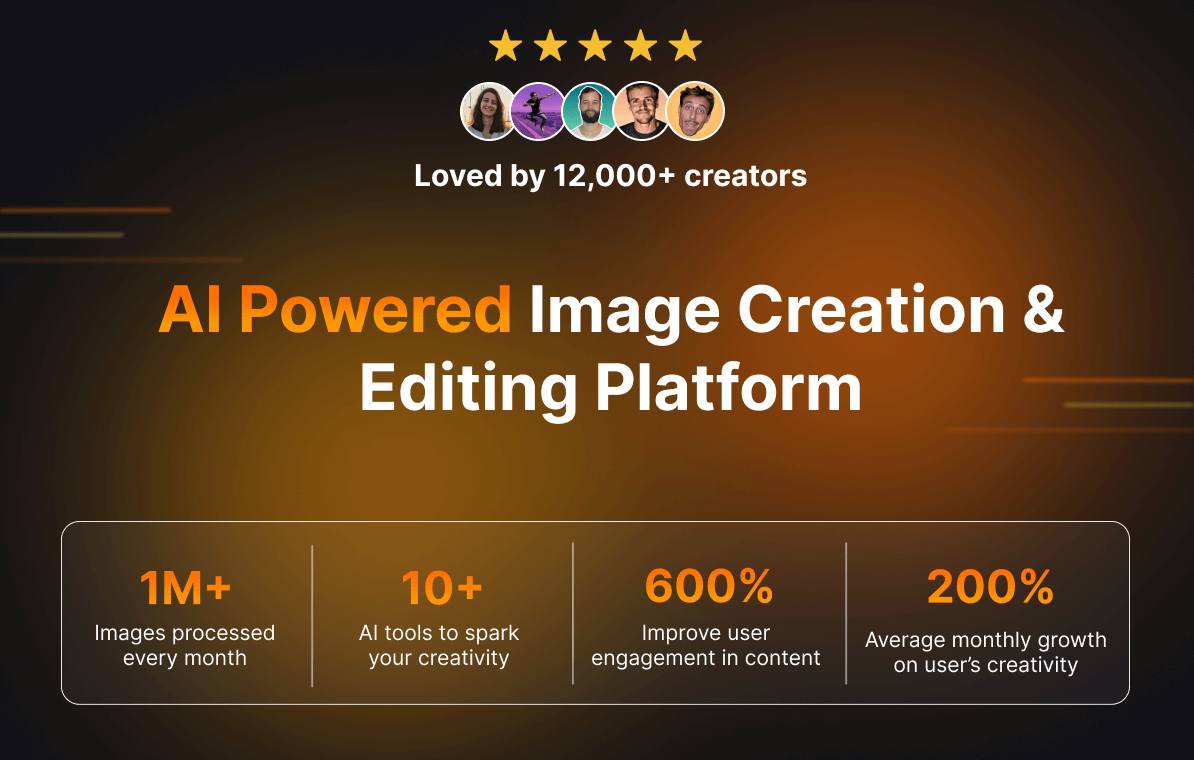 Loved by 12,000+ creators
AI Powered Image Creation &
Editing Platform
1M+
Images processed
every month
10+
AI tools to spark
your creativity
600%
Improve user
engagement in content
200%
Average monthly growth
on user’s creativity